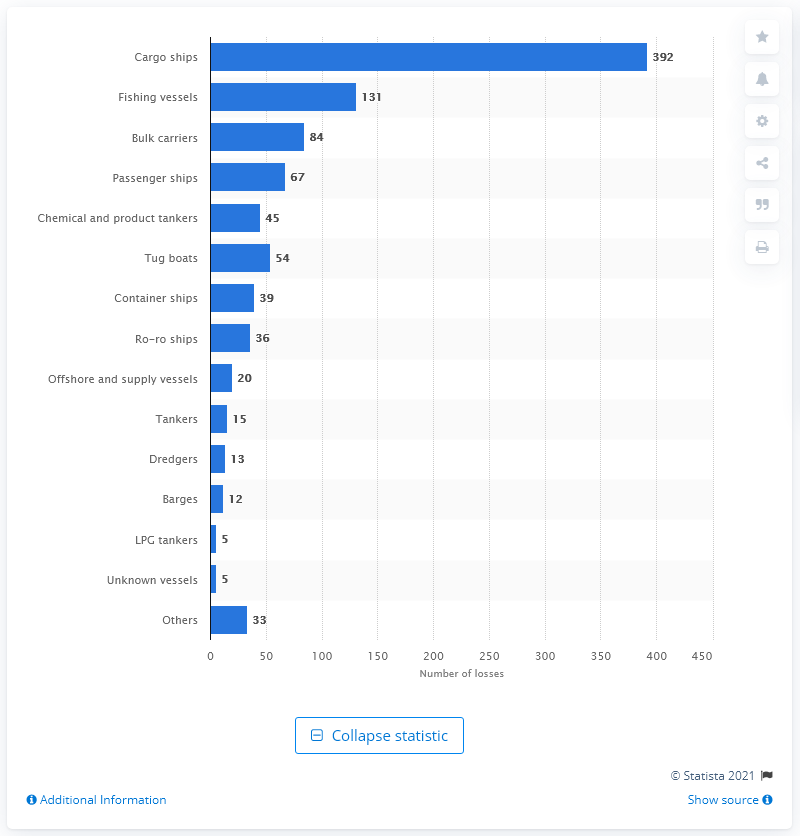 Cargo ships 392
Fishing vessels 131
Bulk carriers 84
Passenger ships 67
Chemical and product tankers 45
Tug boats 54
Container ships 39
Ro-ro ships 36
Offshore and supply vessels 20
Tankers 15
Dredgers 13
Barges 12
LPG tankers 5
Unknown vessels 5
Others 33
0 50 100 150 200 250 300 350 400 450
Number of losses
Collapse statistic
© Statista 2021
Additional Information Show source